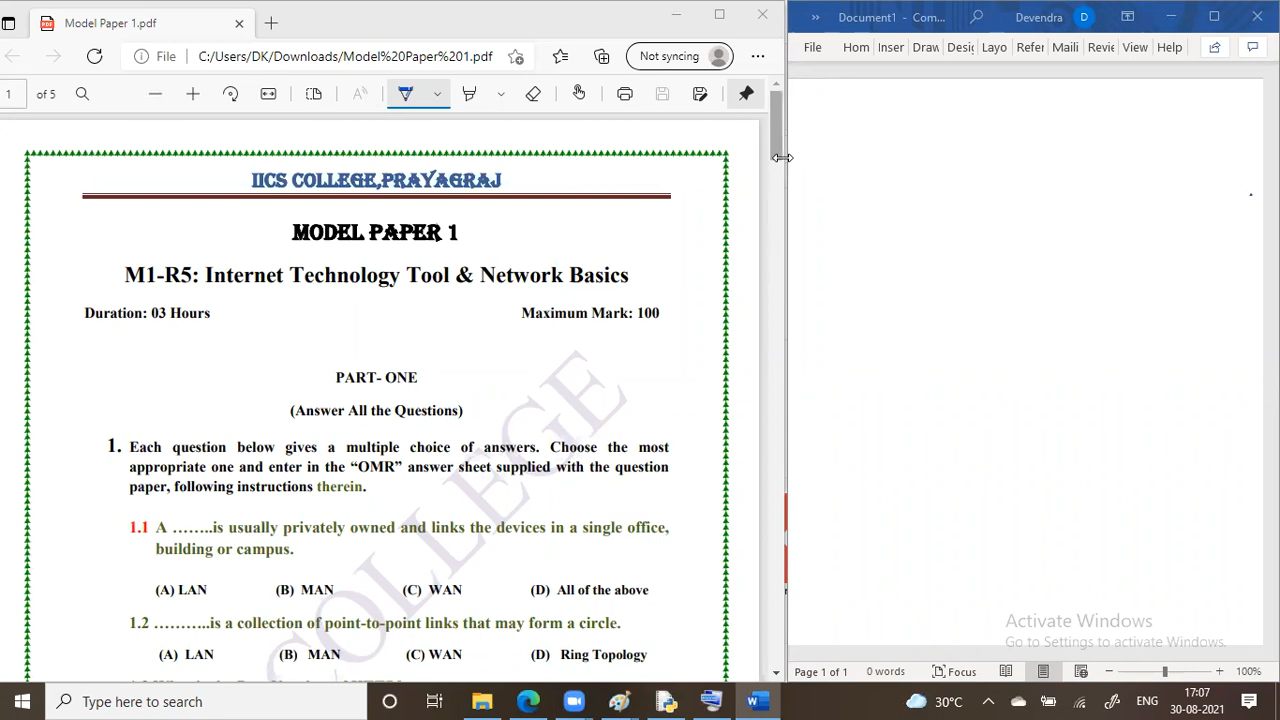 Model Paper 1.pdf
File C:/Users/DK/Downloads/Model%20Paper%201.pdf Not syncing
1 of 5
IICS COLLEGE,PRAYAGRAJ
MODEL PAPER 1
M1-R5: Internet Technology Tool & Network Basics
Duration: 03 Hours Maximum Mark: 100
PART- ONE
(Answer All the Questions)
1. Each question below gives a multiple choice of answers. Choose the most
appropriate one and enter in the “OMR” answer sheet supplied with the question
paper, following instructions therein.
1.1 A ……..is usually privately owned and links the devices in a single office,
building or campus.
(A) LAN (B) MAN (C) WAN (D) All of the above
1.2 ………..is a collection of point-to-point links that may form a circle.
(A) LAN (B) MAN (C) WAN (D) Ring Topology
COLLEGE
Document1 - Com... Devendra D
File Hom Inser Draw Desig Layo Refer Maili Revie View Help
Activate Windows
Go to Settings to activate Windows.
Page 1 of 1 0 words Focus 100%
Type here to search
30°C ENG 17:07
30-08-2021